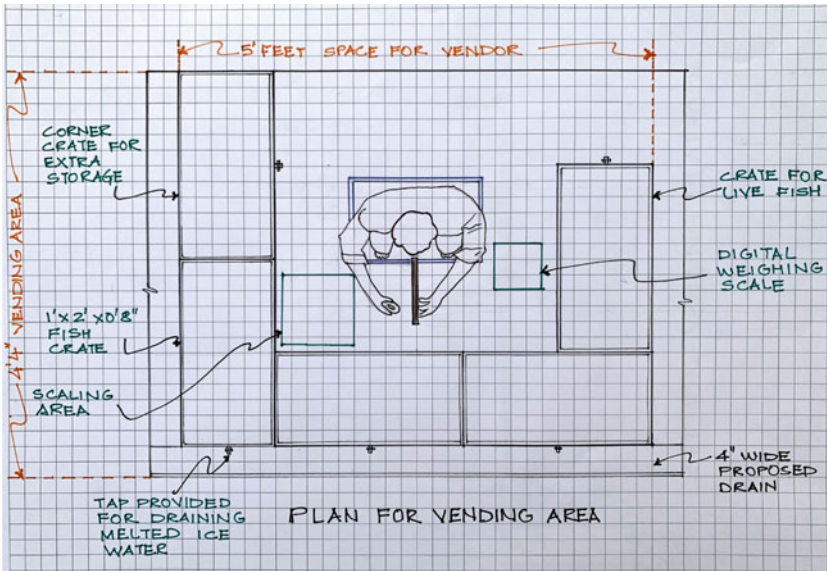 5' FEET SPACE FOR VENDOR
4'4" VENDING AREA
CORNER
CRATE FOR
EXTRA
STORAGE
CRATE FOR
LIVE FISH
DIGITAL
WEIGHING
SCALE
1'X2'X0'8"
FISH
CRATE
SCALING
AREA
4" WIDE
PROPOSED
DRAIN
TAP PROVIDED
FOR DRAINING
MELTED ICE
WATER
PLAN FOR VENDING AREA